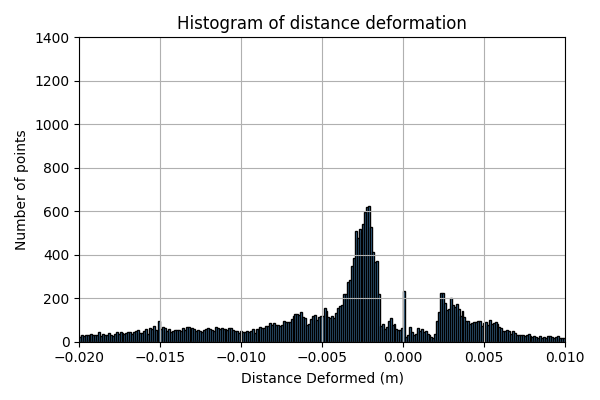 Histogram of distance deformation
1400
1200
1000
800
600
400
200
0
Number of points
−0.020 −0.015 −0.010 −0.005 0.000 0.005 0.010
Distance Deformed (m)